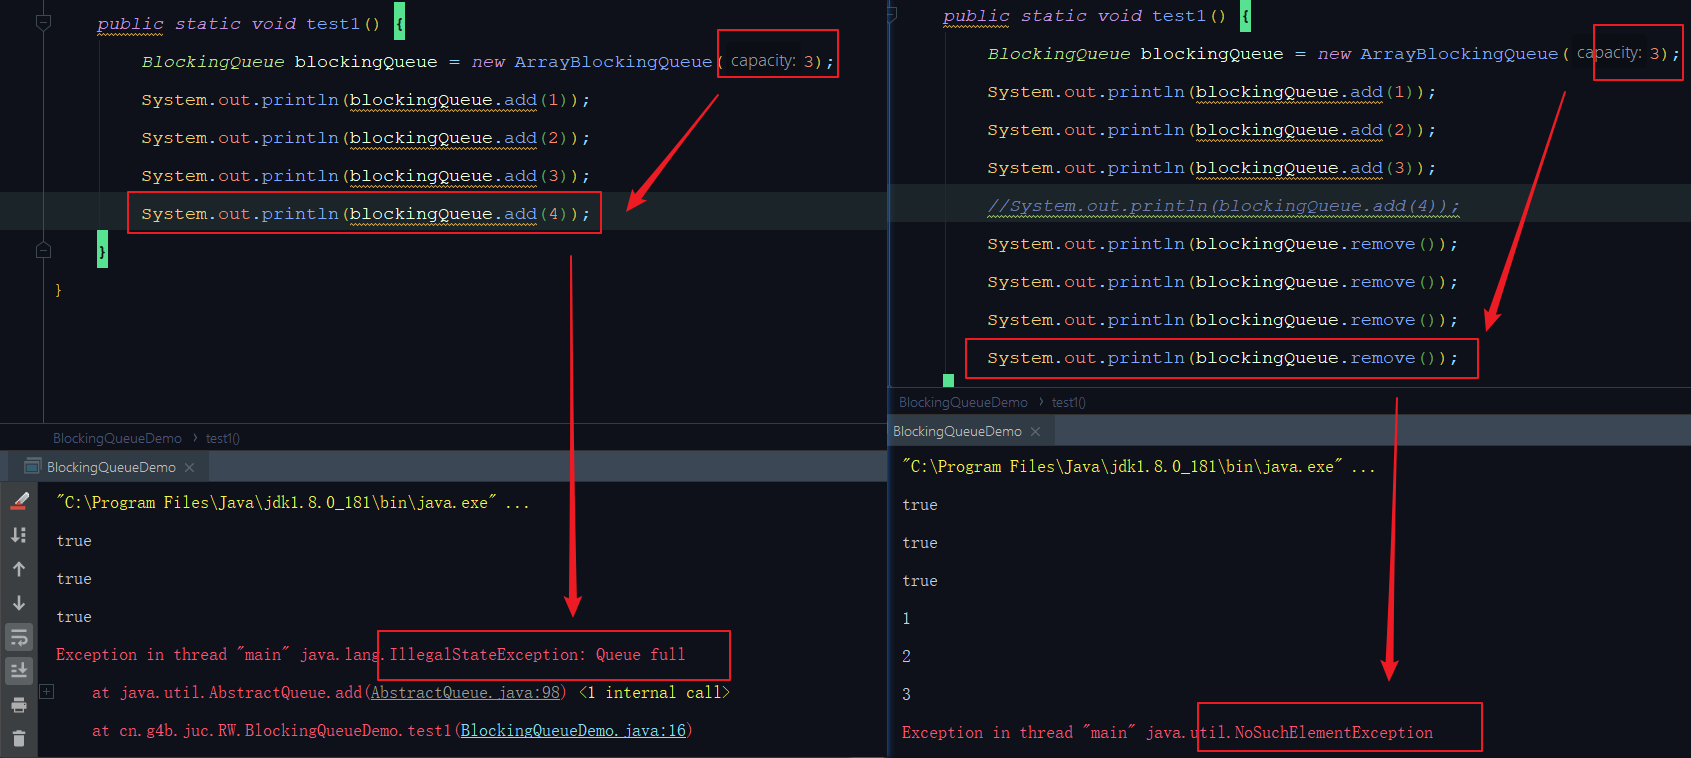 public static void test1() {
BlockingQueue blockingQueue = new ArrayBlockingQueue( capacity: 3);
System.out.println(blockingQueue.add(1));
System.out.println(blockingQueue.add(2));
System.out.println(blockingQueue.add(3));
System.out.println(blockingQueue.add(4));
}
}
BlockingQueueDemo › test1()
BlockingQueueDemo ×
"C:\Program Files\Java\jdk1.8.0_181\bin\java.exe" ...
true
true
true
Exception in thread "main" java.lang.IllegalStateException: Queue full
at java.util.AbstractQueue.add(AbstractQueue.java:98) <1 internal call>
at cn.g4b.juc.RW.BlockingQueueDemo.test1(BlockingQueueDemo.java:16)
public static void test1() {
BlockingQueue blockingQueue = new ArrayBlockingQueue( capacity: 3);
System.out.println(blockingQueue.add(1));
System.out.println(blockingQueue.add(2));
System.out.println(blockingQueue.add(3));
//System.out.println(blockingQueue.add(4));
System.out.println(blockingQueue.remove());
System.out.println(blockingQueue.remove());
System.out.println(blockingQueue.remove());
System.out.println(blockingQueue.remove());
BlockingQueueDemo › test1()
BlockingQueueDemo ×
"C:\Program Files\Java\jdk1.8.0_181\bin\java.exe" ...
true
true
true
1
2
3
Exception in thread "main" java.util.NoSuchElementException